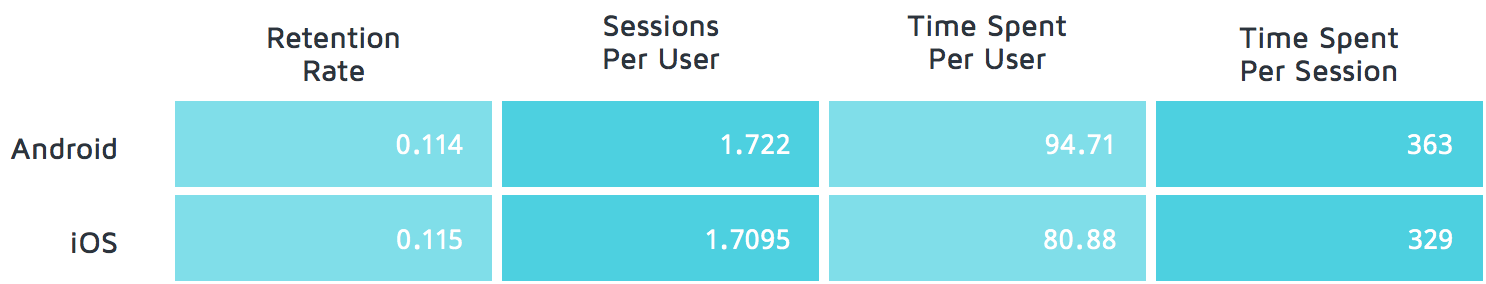 Retention
Rate
Sessions
Per User
Time Spent
Per User
Time Spent
Per Session
Android 0.114 1.722 94.71 363
iOS 0.115 1.7095 80.88 329